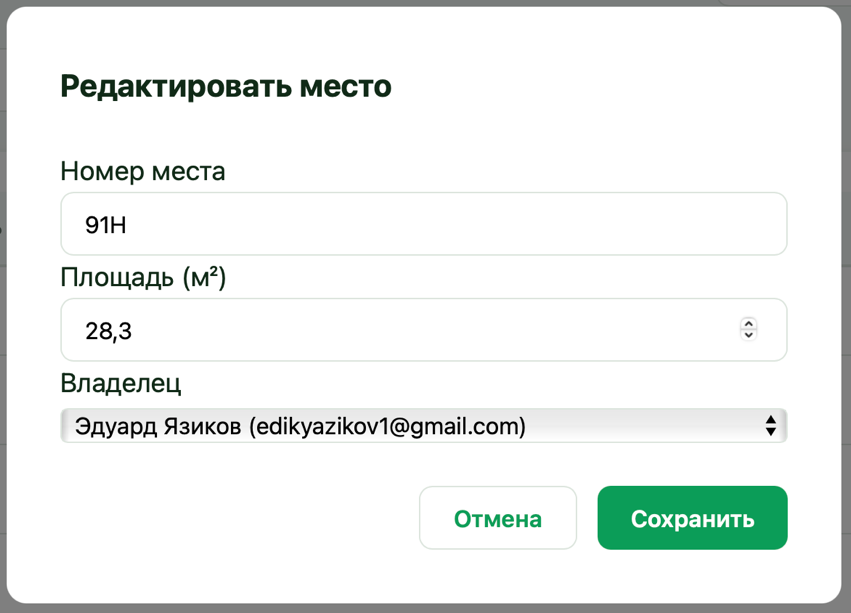 Редактировать место
Номер места
91Н
Площадь (м²)
28,3
Владелец
Эдуард Язиков (edikyazikov1@gmail.com)
Отмена
Сохранить